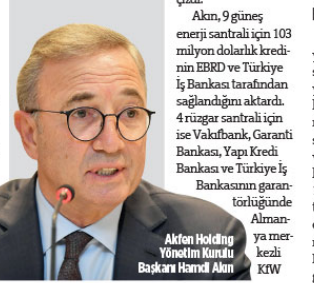 Akın, 9 güneş
enerji santrali için 103
milyon dolarlık kredi-
nin EBRD ve Türkiye
İş Bankası tarafından
sağlandığını aktardı.
4 rüzgar santrali için
ise Vakıfbank, Garanti
Bankası, Yapı Kredi
Bankası ve Türkiye İş
Bankasının garan-
törlüğünde
Alman-
ya mer-
kezli
KfW
Akfen Holding
Yönetim Kurulu
Başkanı Hamdi Akın